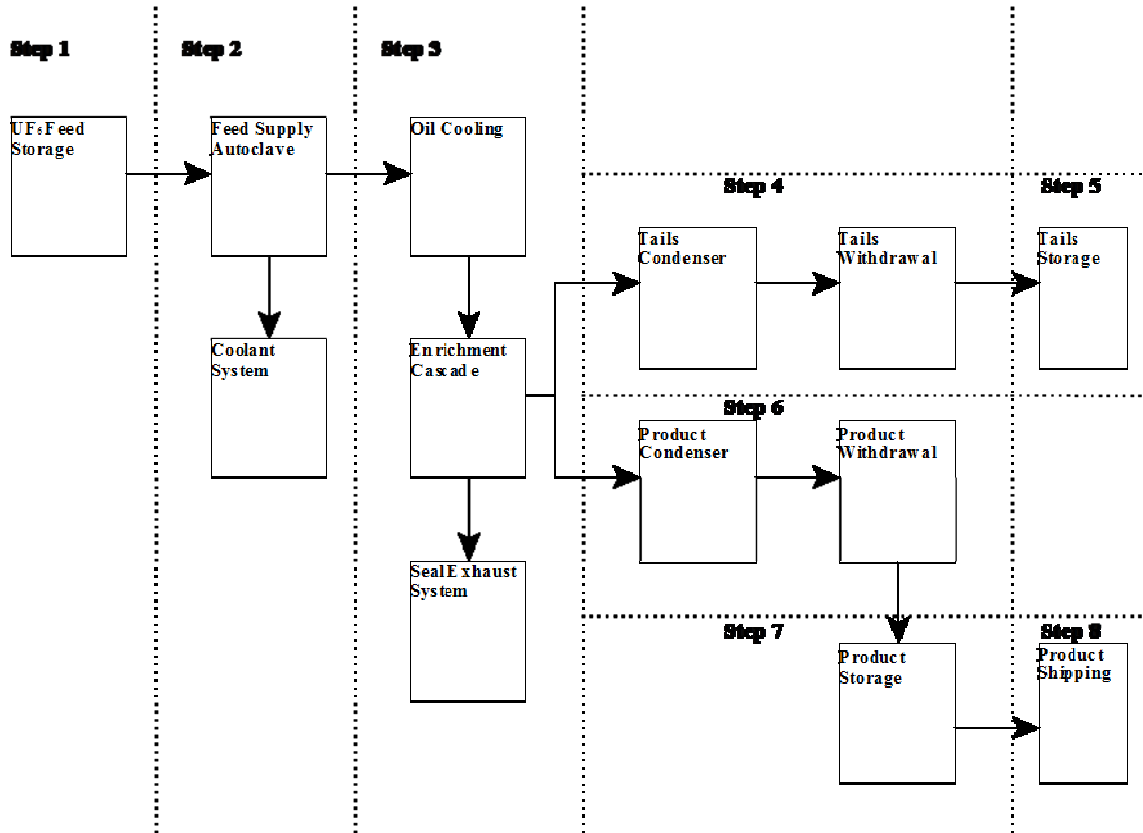 Step 1
Step 2
Step 3
UF6 Feed
Storage
Feed Supply
Autoclave
Oil Cooling
Step 4
Step 5
Tails
Condenser
Tails
Withdrawal
Tails
Storage
Coolant
System
Enrichment
Cascade
Step 6
Product
Condenser
Product
Withdrawal
Seal Exhaust
System
Step 7
Step 8
Product
Storage
Product
Shipping